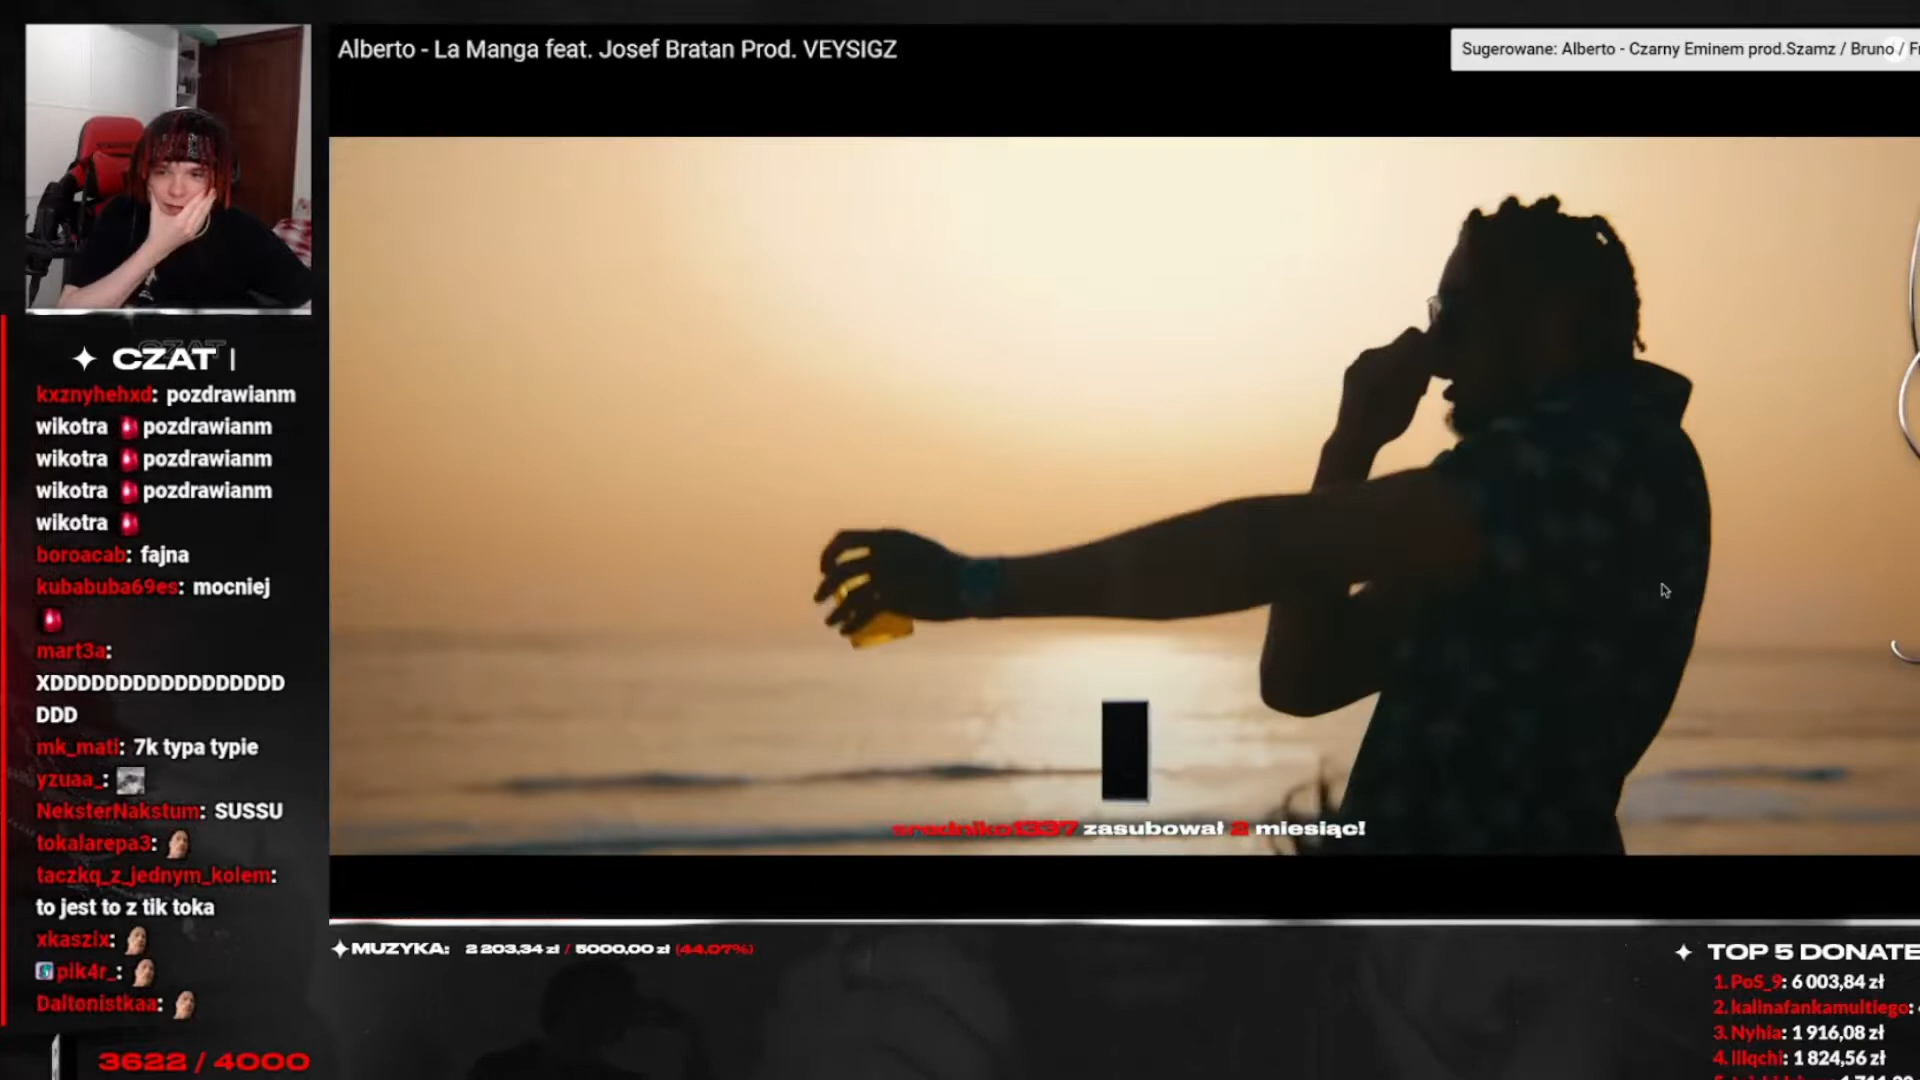 Alberto - La Manga feat. Josef Bratan Prod. VEYSIGZ
Sugerowane: Alberto - Czarny Eminem prod.Szamz / Bruno / Fr
✦ CZAT |
kxznyhehxd: pozdrawianm
wikotra pozdrawianm
wikotra pozdrawianm
wikotra pozdrawianm
wikotra
boroacab: fajna
kubabuba69es: mocniej
mart3a:
XDDDDDDDDDDDDDDDDD
DDD
mk_mati: 7k typa typie
yzuaa_:
NeksterNakstum: SUSSU
tokalarepa3:
taczkq_z_jednym_kolem:
to jest to z tik toka
xkaszix:
pik4r_:
Daltonistkaa:
3622 / 4000
sredniko1337 zasubował 2 miesiąc!
MUZYKA: 2 203,34 zł / 5000,00 zł (44.07%)
✦ TOP 5 DONATE
1. PoS_9: 6 003,84 zł
2. kalinafankamultiego:
3. Nyhia: 1 916,08 zł
4. lilqchi: 1 824,56 zł